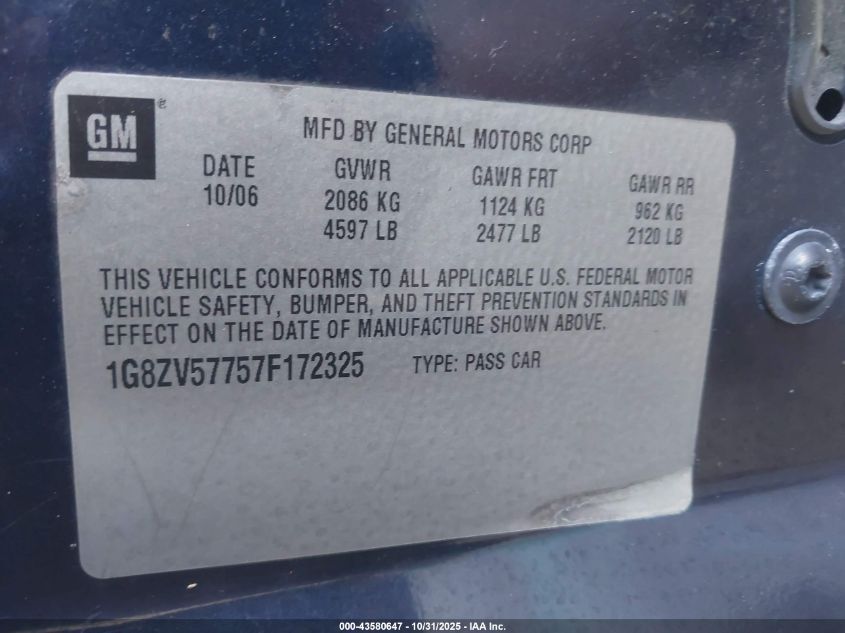 GM®
MFD BY GENERAL MOTORS CORP
DATE GVWR GAWR FRT GAWR RR
10/06 2086 KG 1124 KG 962 KG
4597 LB 2477 LB 2120 LB
THIS VEHICLE CONFORMS TO ALL APPLICABLE U.S. FEDERAL MOTOR
VEHICLE SAFETY, BUMPER, AND THEFT PREVENTION STANDARDS IN
EFFECT ON THE DATE OF MANUFACTURE SHOWN ABOVE.
1G8ZV57757F172325 TYPE: PASS CAR
000-43580647 - 10/31/2025 - IAA Inc.